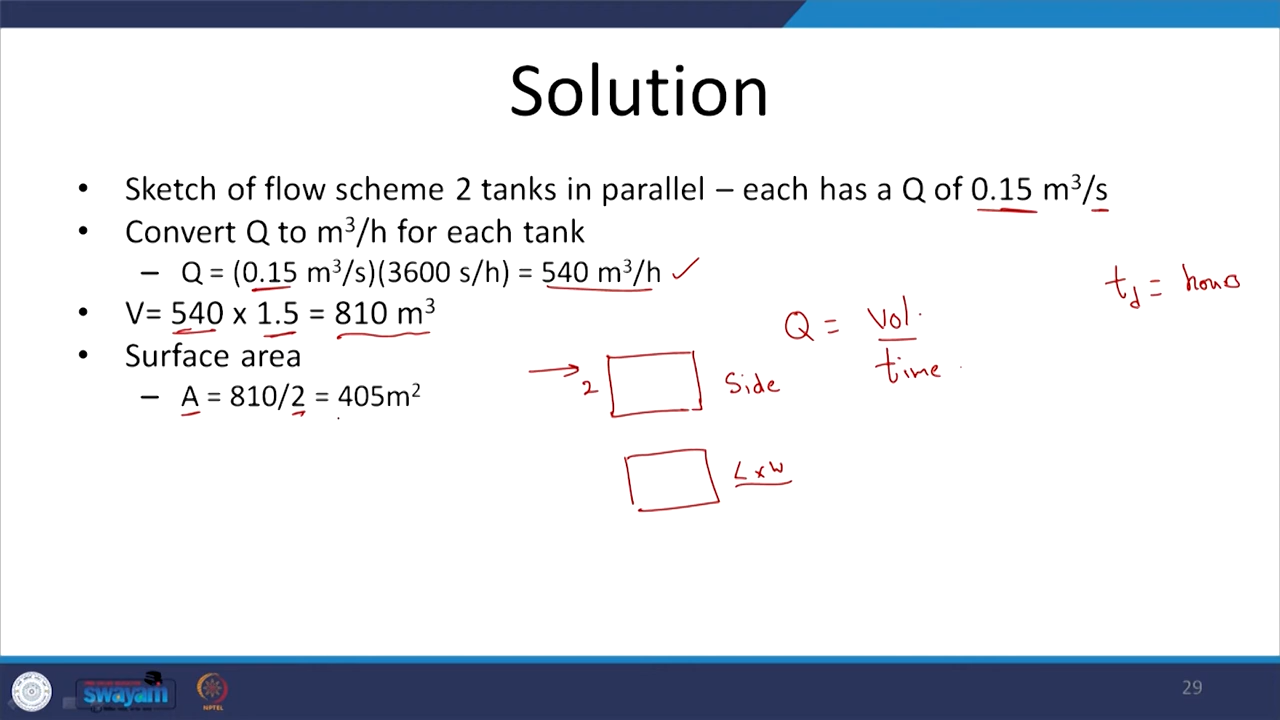 Solution
• Sketch of flow scheme 2 tanks in parallel – each has a Q of 0.15 m³/s
• Convert Q to m³/h for each tank
– Q = (0.15 m³/s)(3600 s/h) = 540 m³/h ✓
• V= 540 x 1.5 = 810 m³
• Surface area
– A = 810/2 = 405m²
t_d = hours
Q = Vol.
time
2
Side
L x W
swayam
NPTEL
29